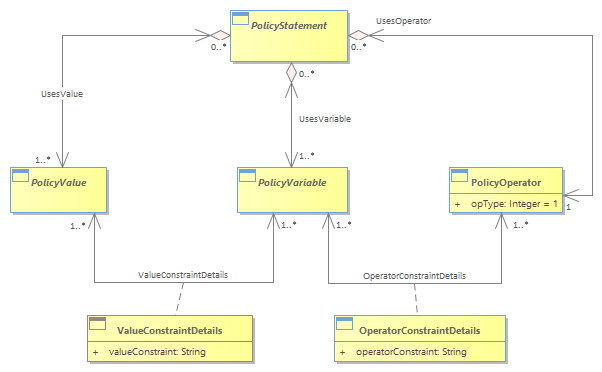 UsesOperator
PolicyStatement
0..*
0..*
0..*
UsesValue
UsesVariable
1..*
1..*
PolicyValue
PolicyVariable
PolicyOperator
+ opType: Integer = 1
1
1..*
1..*
1..*
1..*
ValueConstraintDetails
OperatorConstraintDetails
ValueConstraintDetails
+ valueConstraint: String
OperatorConstraintDetails
+ operatorConstraint: String